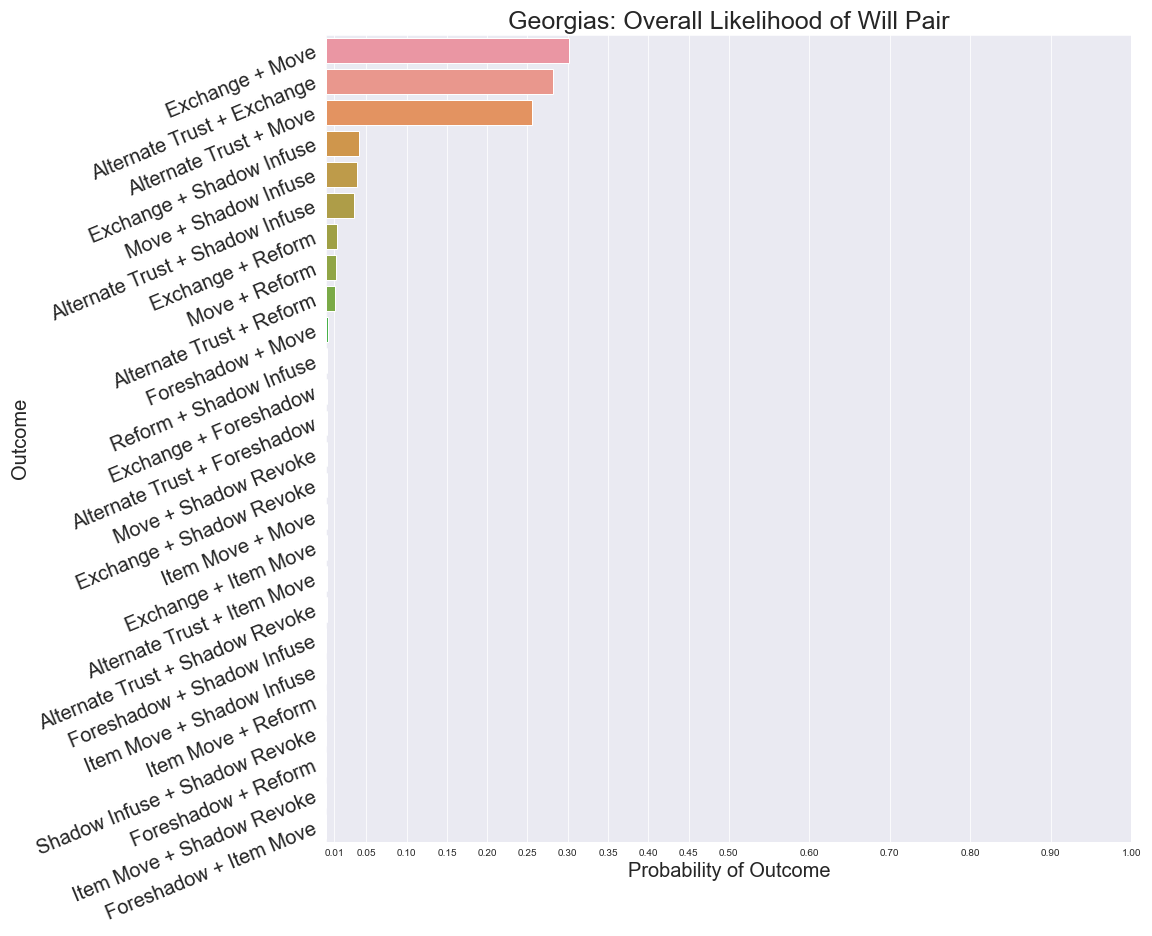 Georgias: Overall Likelihood of Will Pair
Exchange + Move
Alternate Trust + Exchange
Alternate Trust + Move
Exchange + Shadow Infuse
Move + Shadow Infuse
Alternate Trust + Shadow Infuse
Exchange + Reform
Move + Reform
Alternate Trust + Reform
Foreshadow + Move
Reform + Shadow Infuse
Exchange + Foreshadow
Alternate Trust + Foreshadow
Move + Shadow Revoke
Exchange + Shadow Revoke
Item Move + Move
Exchange + Item Move
Alternate Trust + Item Move
Alternate Trust + Shadow Revoke
Foreshadow + Shadow Infuse
Item Move + Shadow Infuse
Item Move + Reform
Shadow Infuse + Shadow Revoke
Foreshadow + Reform
Item Move + Shadow Revoke
Foreshadow + Item Move
Outcome
0.01 0.05 0.10 0.15 0.20 0.25 0.30 0.35 0.40 0.45 0.50 0.60 0.70 0.80 0.90 1.00
Probability of Outcome